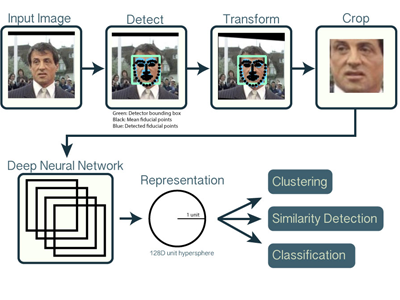 Input Image
Detect
Transform
Crop
Green: Detector bounding box
Black: Mean fiducial points
Blue: Detected fiducial points
Deep Neural Network
Representation
1 unit
128D unit hypersphere
Clustering
Similarity Detection
Classification